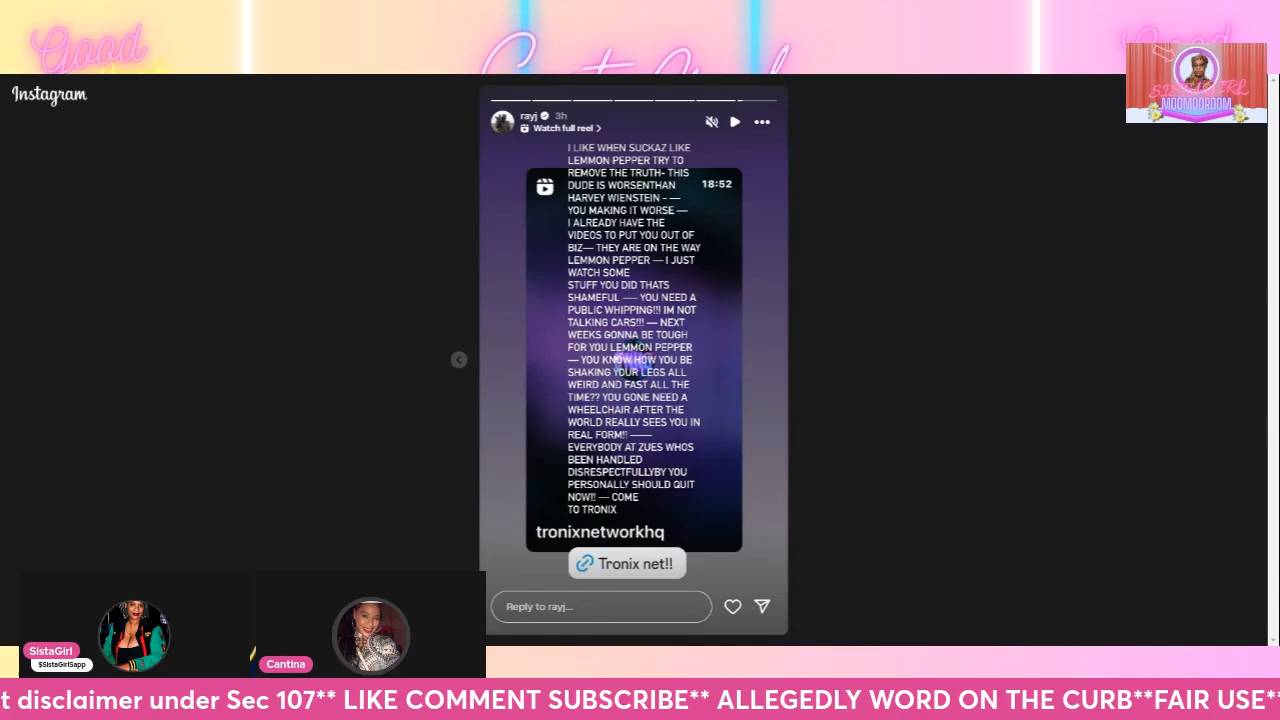 Good
Instagram
SISTAGIRL
MOOMOOROOM
rayj 3h
Watch full reel >
18:52
I LIKE WHEN SUCKAZ LIKE
LEMMON PEPPER TRY TO
REMOVE THE TRUTH- THIS
DUDE IS WORSENTHAN
HARVEY WIENSTEIN - —
YOU MAKING IT WORSE —
I ALREADY HAVE THE
VIDEOS TO PUT YOU OUT OF
BIZ— THEY ARE ON THE WAY
LEMMON PEPPER — I JUST
WATCH SOME
STUFF YOU DID THATS
SHAMEFUL —– YOU NEED A
PUBLIC WHIPPING!!! IM NOT
TALKING CARS!!! — NEXT
WEEKS GONNA BE TOUGH
FOR YOU LEMMON PEPPER
— YOU KNOW HOW YOU BE
SHAKING YOUR LEGS ALL
WEIRD AND FAST ALL THE
TIME?? YOU GONE NEED A
WHEELCHAIR AFTER THE
WORLD REALLY SEES YOU IN
REAL FORM!! ——
EVERYBODY AT ZUES WHOS
BEEN HANDLED
DISRESPECTFULLYBY YOU
PERSONALLY SHOULD QUIT
NOW!! — COME
TO TRONIX
tronixnetworkhq
Tronix net!!
Reply to rayj...
SistaGirl
$SistaGirlSapp
Cantina
t disclaimer under Sec 107** LIKE COMMENT SUBSCRIBE** ALLEGEDLY WORD ON THE CURB**FAIR USE**